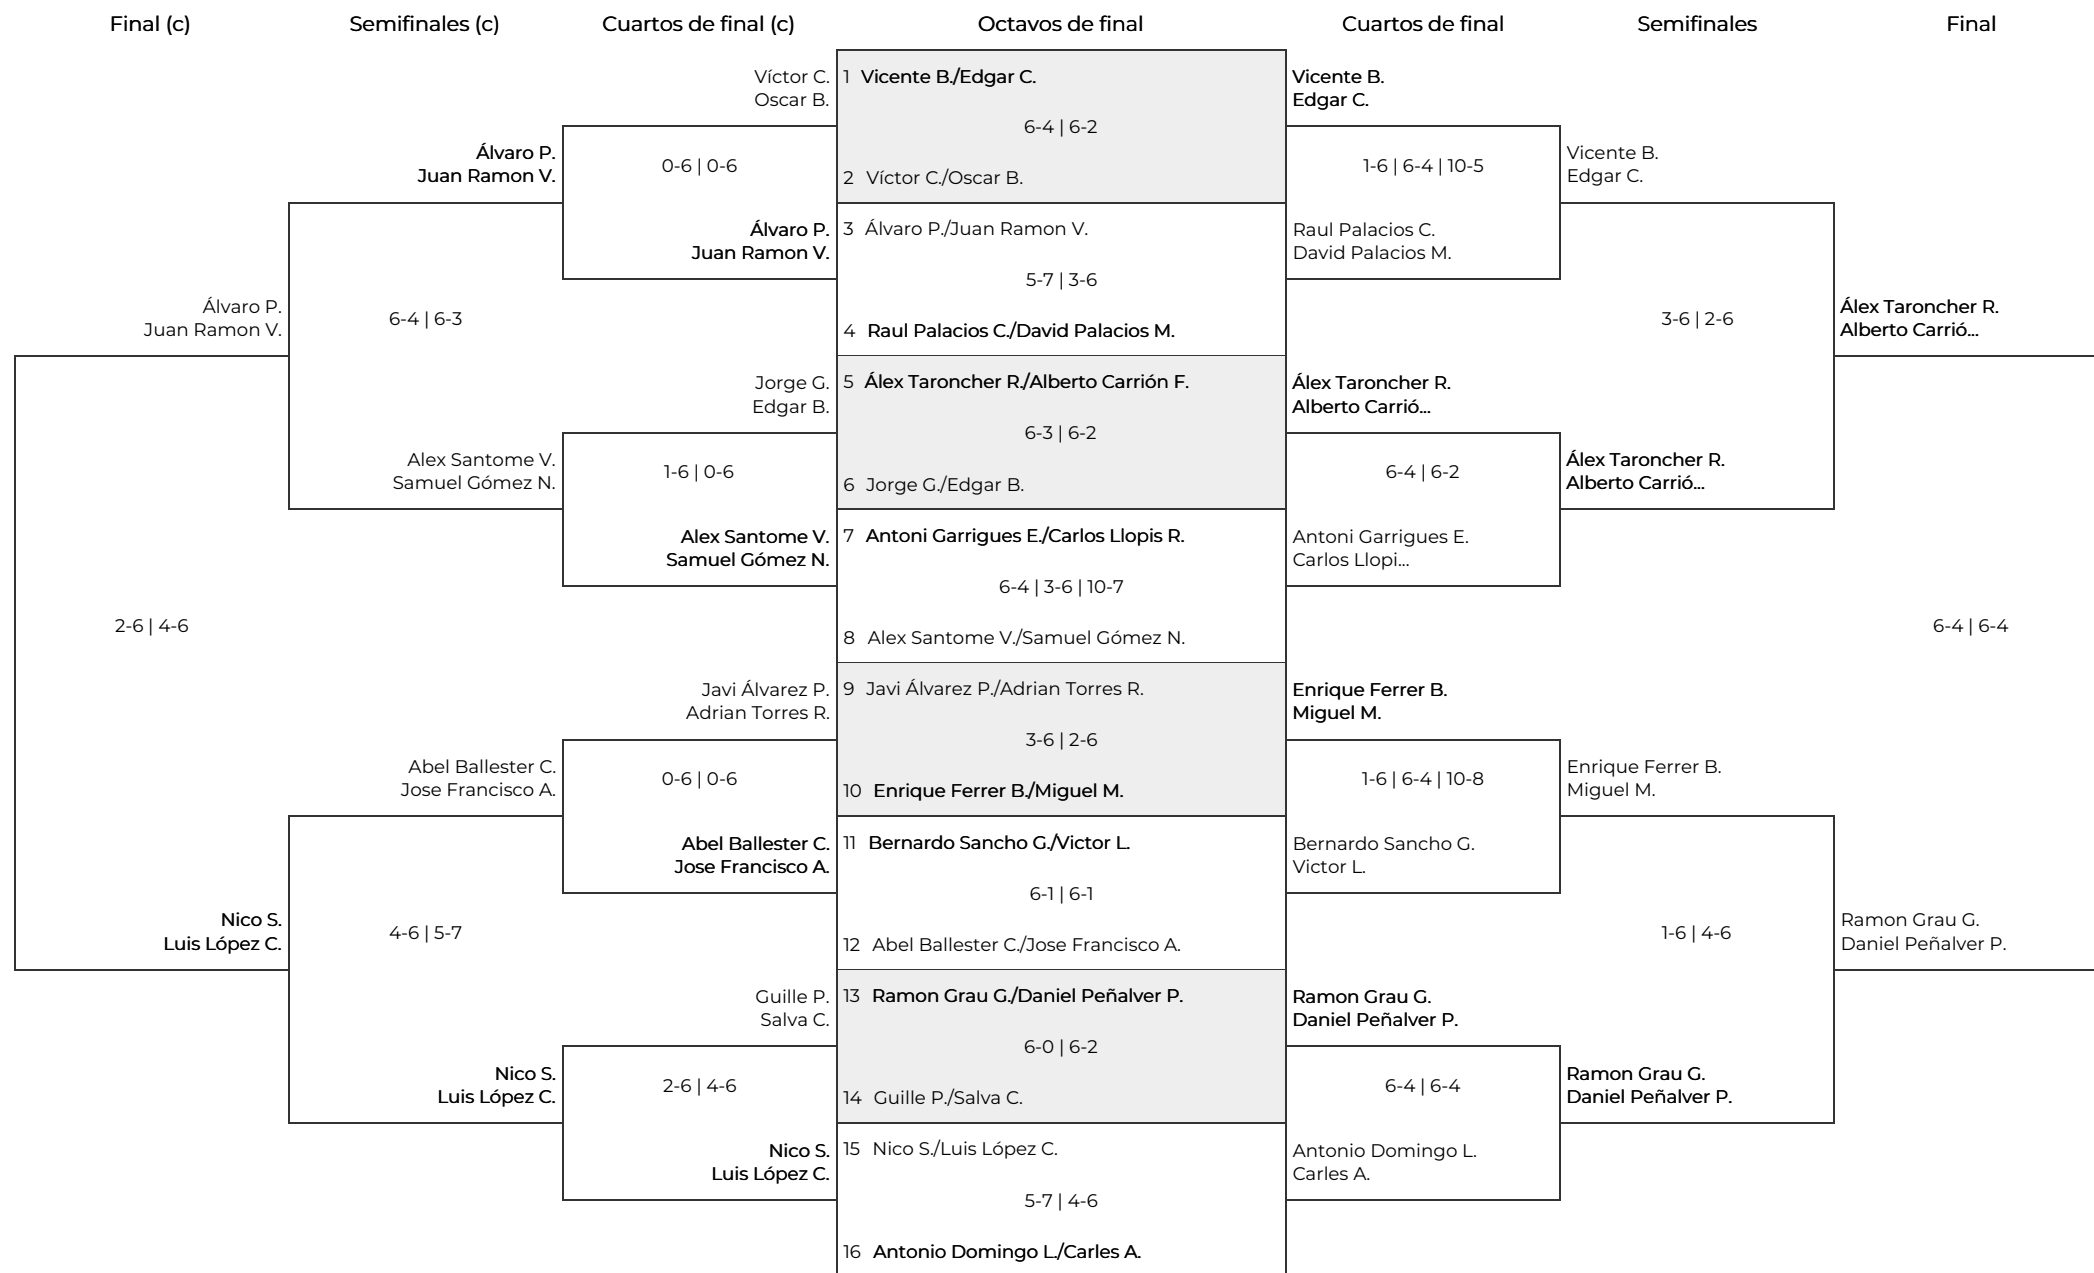 Final (c)
Semifinales (c)
Cuartos de final (c)
Octavos de final
Cuartos de final
Semifinales
Final
Álvaro P.
Juan Ramon V.
2-6 | 4-6
Nico S.
Luis López C.
Álvaro P.
Juan Ramon V.
6-4 | 6-3
Alex Santome V.
Samuel Gómez N.
Abel Ballester C.
Jose Francisco A.
4-6 | 5-7
Nico S.
Luis López C.
Víctor C.
Oscar B.
0-6 | 0-6
Álvaro P.
Juan Ramon V.
Jorge G.
Edgar B.
1-6 | 0-6
Alex Santome V.
Samuel Gómez N.
Javi Álvarez P.
Adrian Torres R.
0-6 | 0-6
Abel Ballester C.
Jose Francisco A.
Guille P.
Salva C.
2-6 | 4-6
Nico S.
Luis López C.
1 Vicente B./Edgar C.
6-4 | 6-2
2 Víctor C./Oscar B.
3 Álvaro P./Juan Ramon V.
5-7 | 3-6
4 Raul Palacios C./David Palacios M.
5 Álex Taroncher R./Alberto Carrión F.
6-3 | 6-2
6 Jorge G./Edgar B.
7 Antoni Garrigues E./Carlos Llopis R.
6-4 | 3-6 | 10-7
8 Alex Santome V./Samuel Gómez N.
9 Javi Álvarez P./Adrian Torres R.
3-6 | 2-6
10 Enrique Ferrer B./Miguel M.
11 Bernardo Sancho G./Victor L.
6-1 | 6-1
12 Abel Ballester C./Jose Francisco A.
13 Ramon Grau G./Daniel Peñalver P.
6-0 | 6-2
14 Guille P./Salva C.
15 Nico S./Luis López C.
5-7 | 4-6
16 Antonio Domingo L./Carles A.
Vicente B.
Edgar C.
1-6 | 6-4 | 10-5
Raul Palacios C.
David Palacios M.
Álex Taroncher R.
Alberto Carrió...
6-4 | 6-2
Antoni Garrigues E.
Carlos Llopi...
Enrique Ferrer B.
Miguel M.
1-6 | 6-4 | 10-8
Bernardo Sancho G.
Victor L.
Ramon Grau G.
Daniel Peñalver P.
6-4 | 6-4
Antonio Domingo L.
Carles A.
Vicente B.
Edgar C.
3-6 | 2-6
Álex Taroncher R.
Alberto Carrió...
Enrique Ferrer B.
Miguel M.
1-6 | 4-6
Ramon Grau G.
Daniel Peñalver P.
Álex Taroncher R.
Alberto Carrió...
6-4 | 6-4
Ramon Grau G.
Daniel Peñalver P.